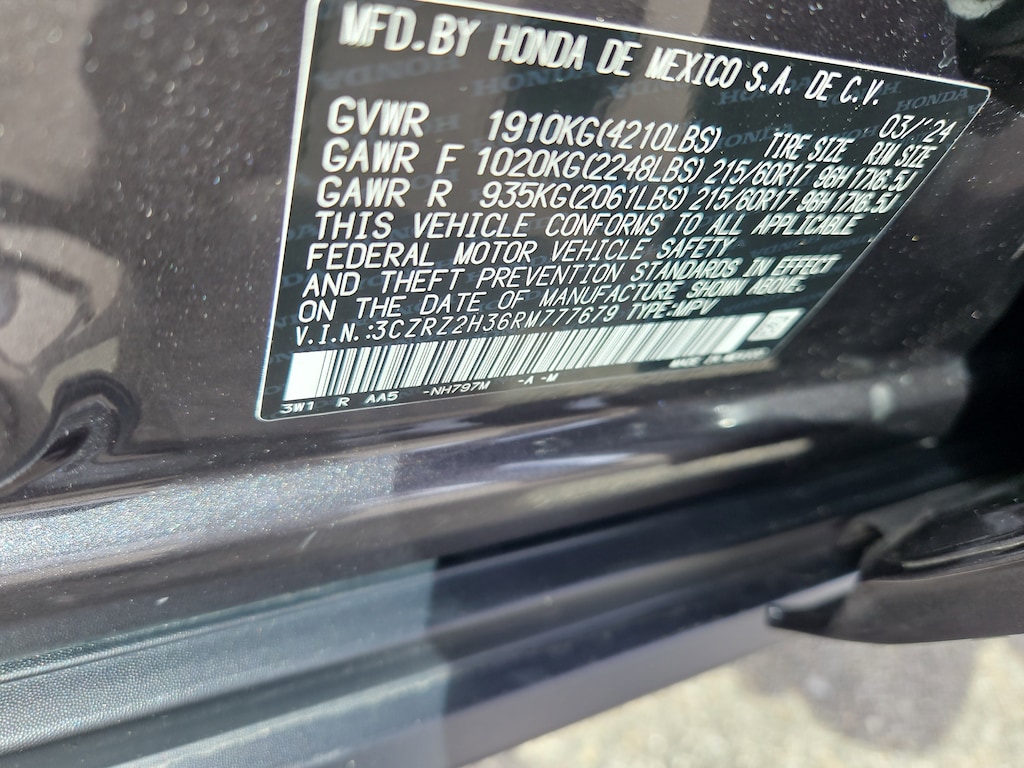 MFD. BY HONDA DE MEXICO S.A. DE C.V.
03/'24
GVWR 1910KG(4210LBS) TIRE SIZE RIM SIZE
GAWR F 1020KG(2248LBS) 215/60R17 96H 17X6.5J
GAWR R 935KG(2061LBS) 215/60R17 96H 17X6.5J
THIS VEHICLE CONFORMS TO ALL APPLICABLE
FEDERAL MOTOR VEHICLE SAFETY
AND THEFT PREVENTION STANDARDS IN EFFECT
ON THE DATE OF MANUFACTURE SHOWN ABOVE.
V.I.N.:3CZRZ2H36RM777679 TYPE:MPV
3W1 R AA5 -NH797M -A -M
MADE IN